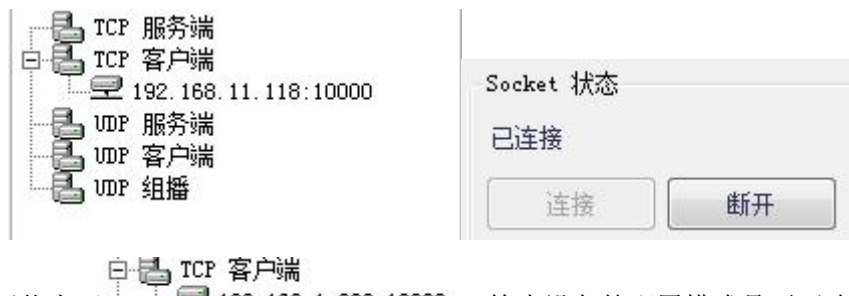 TCP 服务端
TCP 客户端
192.168.11.118:10000
UDP 服务端
UDP 客户端
UDP 组播
Socket 状态
已连接
连接
断开
TCP 客户端